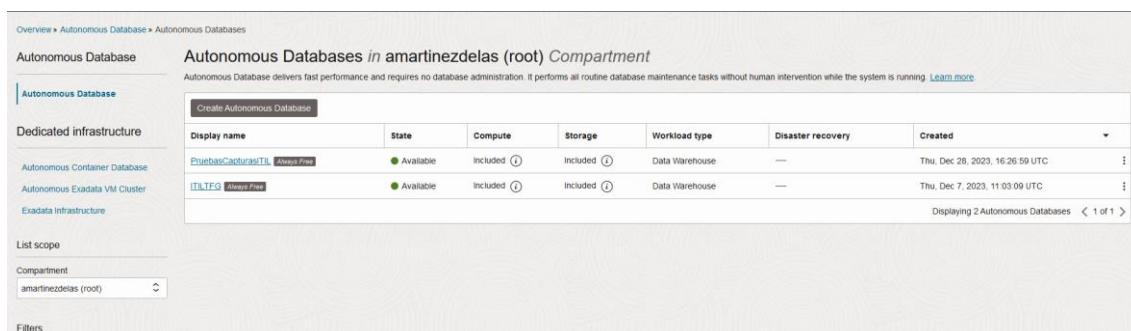 Overview » Autonomous Database » Autonomous Databases
Autonomous Database
Autonomous Database
Dedicated infrastructure
Autonomous Container Database
Autonomous Exadata VM Cluster
Exadata Infrastructure
List scope
Compartment
amartinezdelas (root)
Filters
Autonomous Databases in amartinezdelas (root) Compartment
Autonomous Database delivers fast performance and requires no database administration. It performs all routine database maintenance tasks without human intervention while the system is running. Learn more
Create Autonomous Database
Display name State Compute Storage Workload type Disaster recovery Created
PruebasCapturasITIL Always Free Available Included Included Data Warehouse — Thu, Dec 28, 2023, 16:26:59 UTC
ITILTFG Always Free Available Included Included Data Warehouse — Thu, Dec 7, 2023, 11:03:09 UTC
Displaying 2 Autonomous Databases < 1 of 1 >